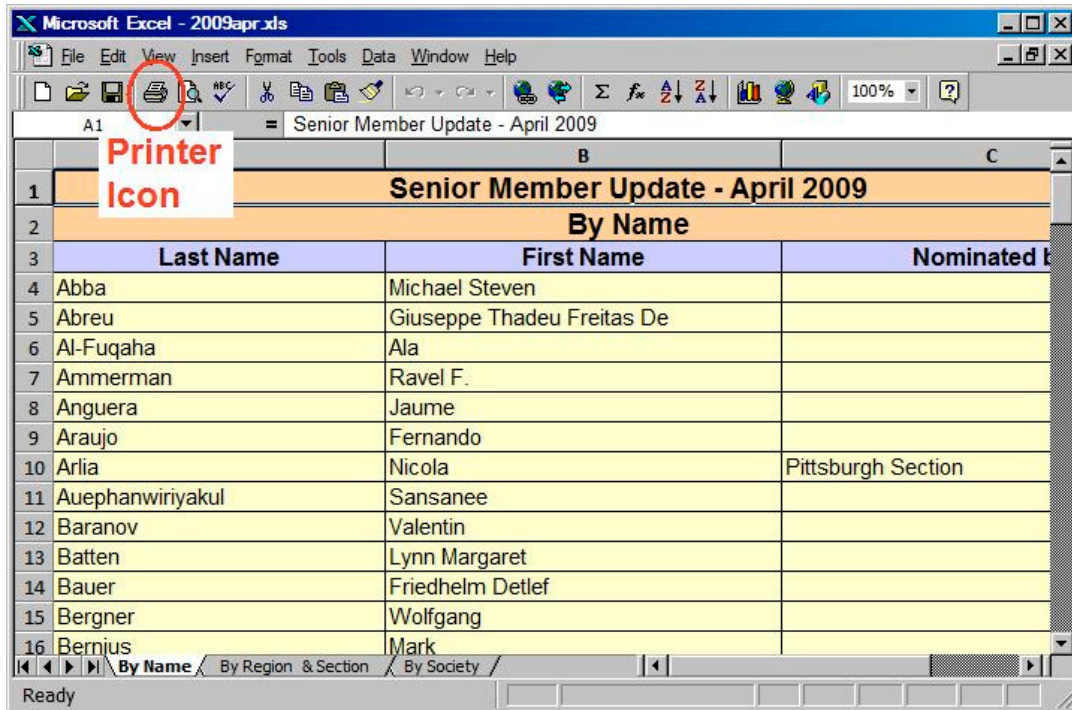 Microsoft Excel - 2009apr.xls
File Edit View Insert Format Tools Data Window Help
ABC Σ fx A Z Z A 100% ?
A1 = Senior Member Update - April 2009
Printer
Icon
B C
1 Senior Member Update - April 2009
2 By Name
3 Last Name First Name Nominated
4 Abba Michael Steven
5 Abreu Giuseppe Thadeu Freitas De
6 Al-Fuqaha Ala
7 Ammerman Ravel F.
8 Anguera Jaume
9 Araujo Fernando
10 Arlia Nicola Pittsburgh Section
11 Auephanwiriyakul Sansanee
12 Baranov Valentin
13 Batten Lynn Margaret
14 Bauer Friedhelm Detlef
15 Bergner Wolfgang
16 Bernius Mark
By Name By Region & Section By Society
Ready